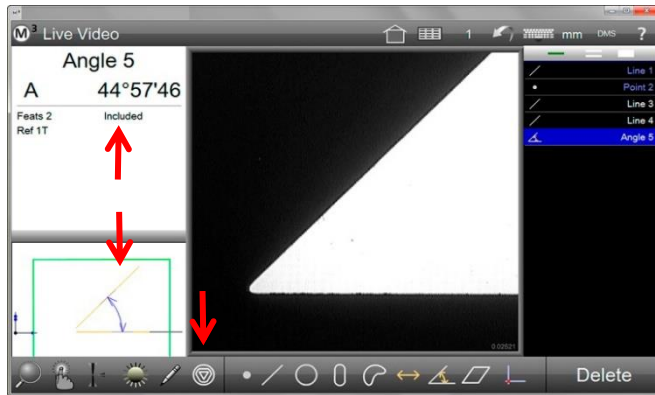 M³ Live Video
1
mm
DMS
?
Angle 5
A 44°57'46
Feats 2 Included
Ref 1T
Line 1
Point 2
Line 3
Line 4
Angle 5
0.02521
Delete